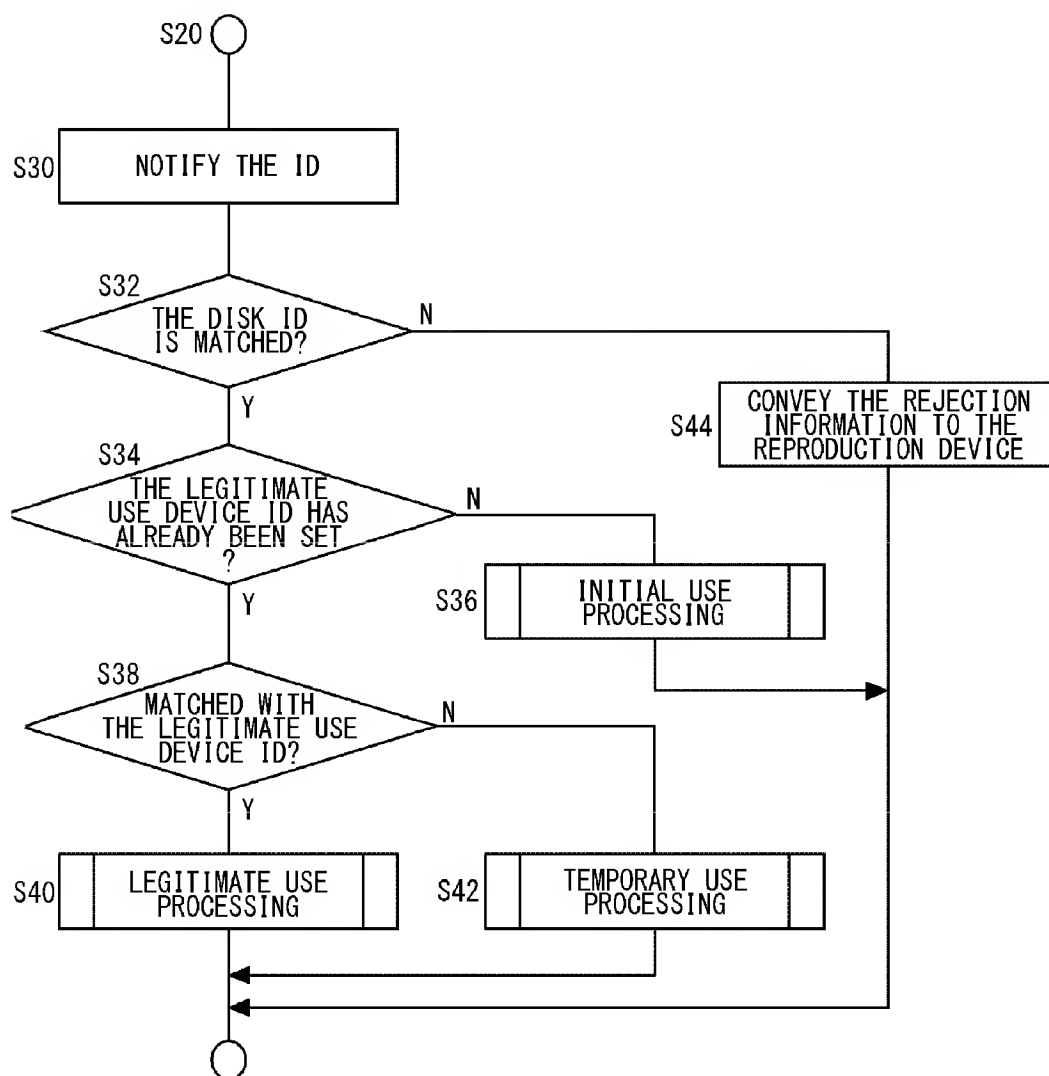 S20
S30
NOTIFY THE ID
S32
THE DISK ID
IS MATCHED?
N
Y
S44
CONVEY THE REJECTION
INFORMATION TO THE
REPRODUCTION DEVICE
S34
THE LEGITIMATE
USE DEVICE ID HAS
ALREADY BEEN SET
?
N
Y
S36
INITIAL USE
PROCESSING
S38
MATCHED WITH
THE LEGITIMATE USE
DEVICE ID?
N
Y
S40
LEGITIMATE USE
PROCESSING
S42
TEMPORARY USE
PROCESSING